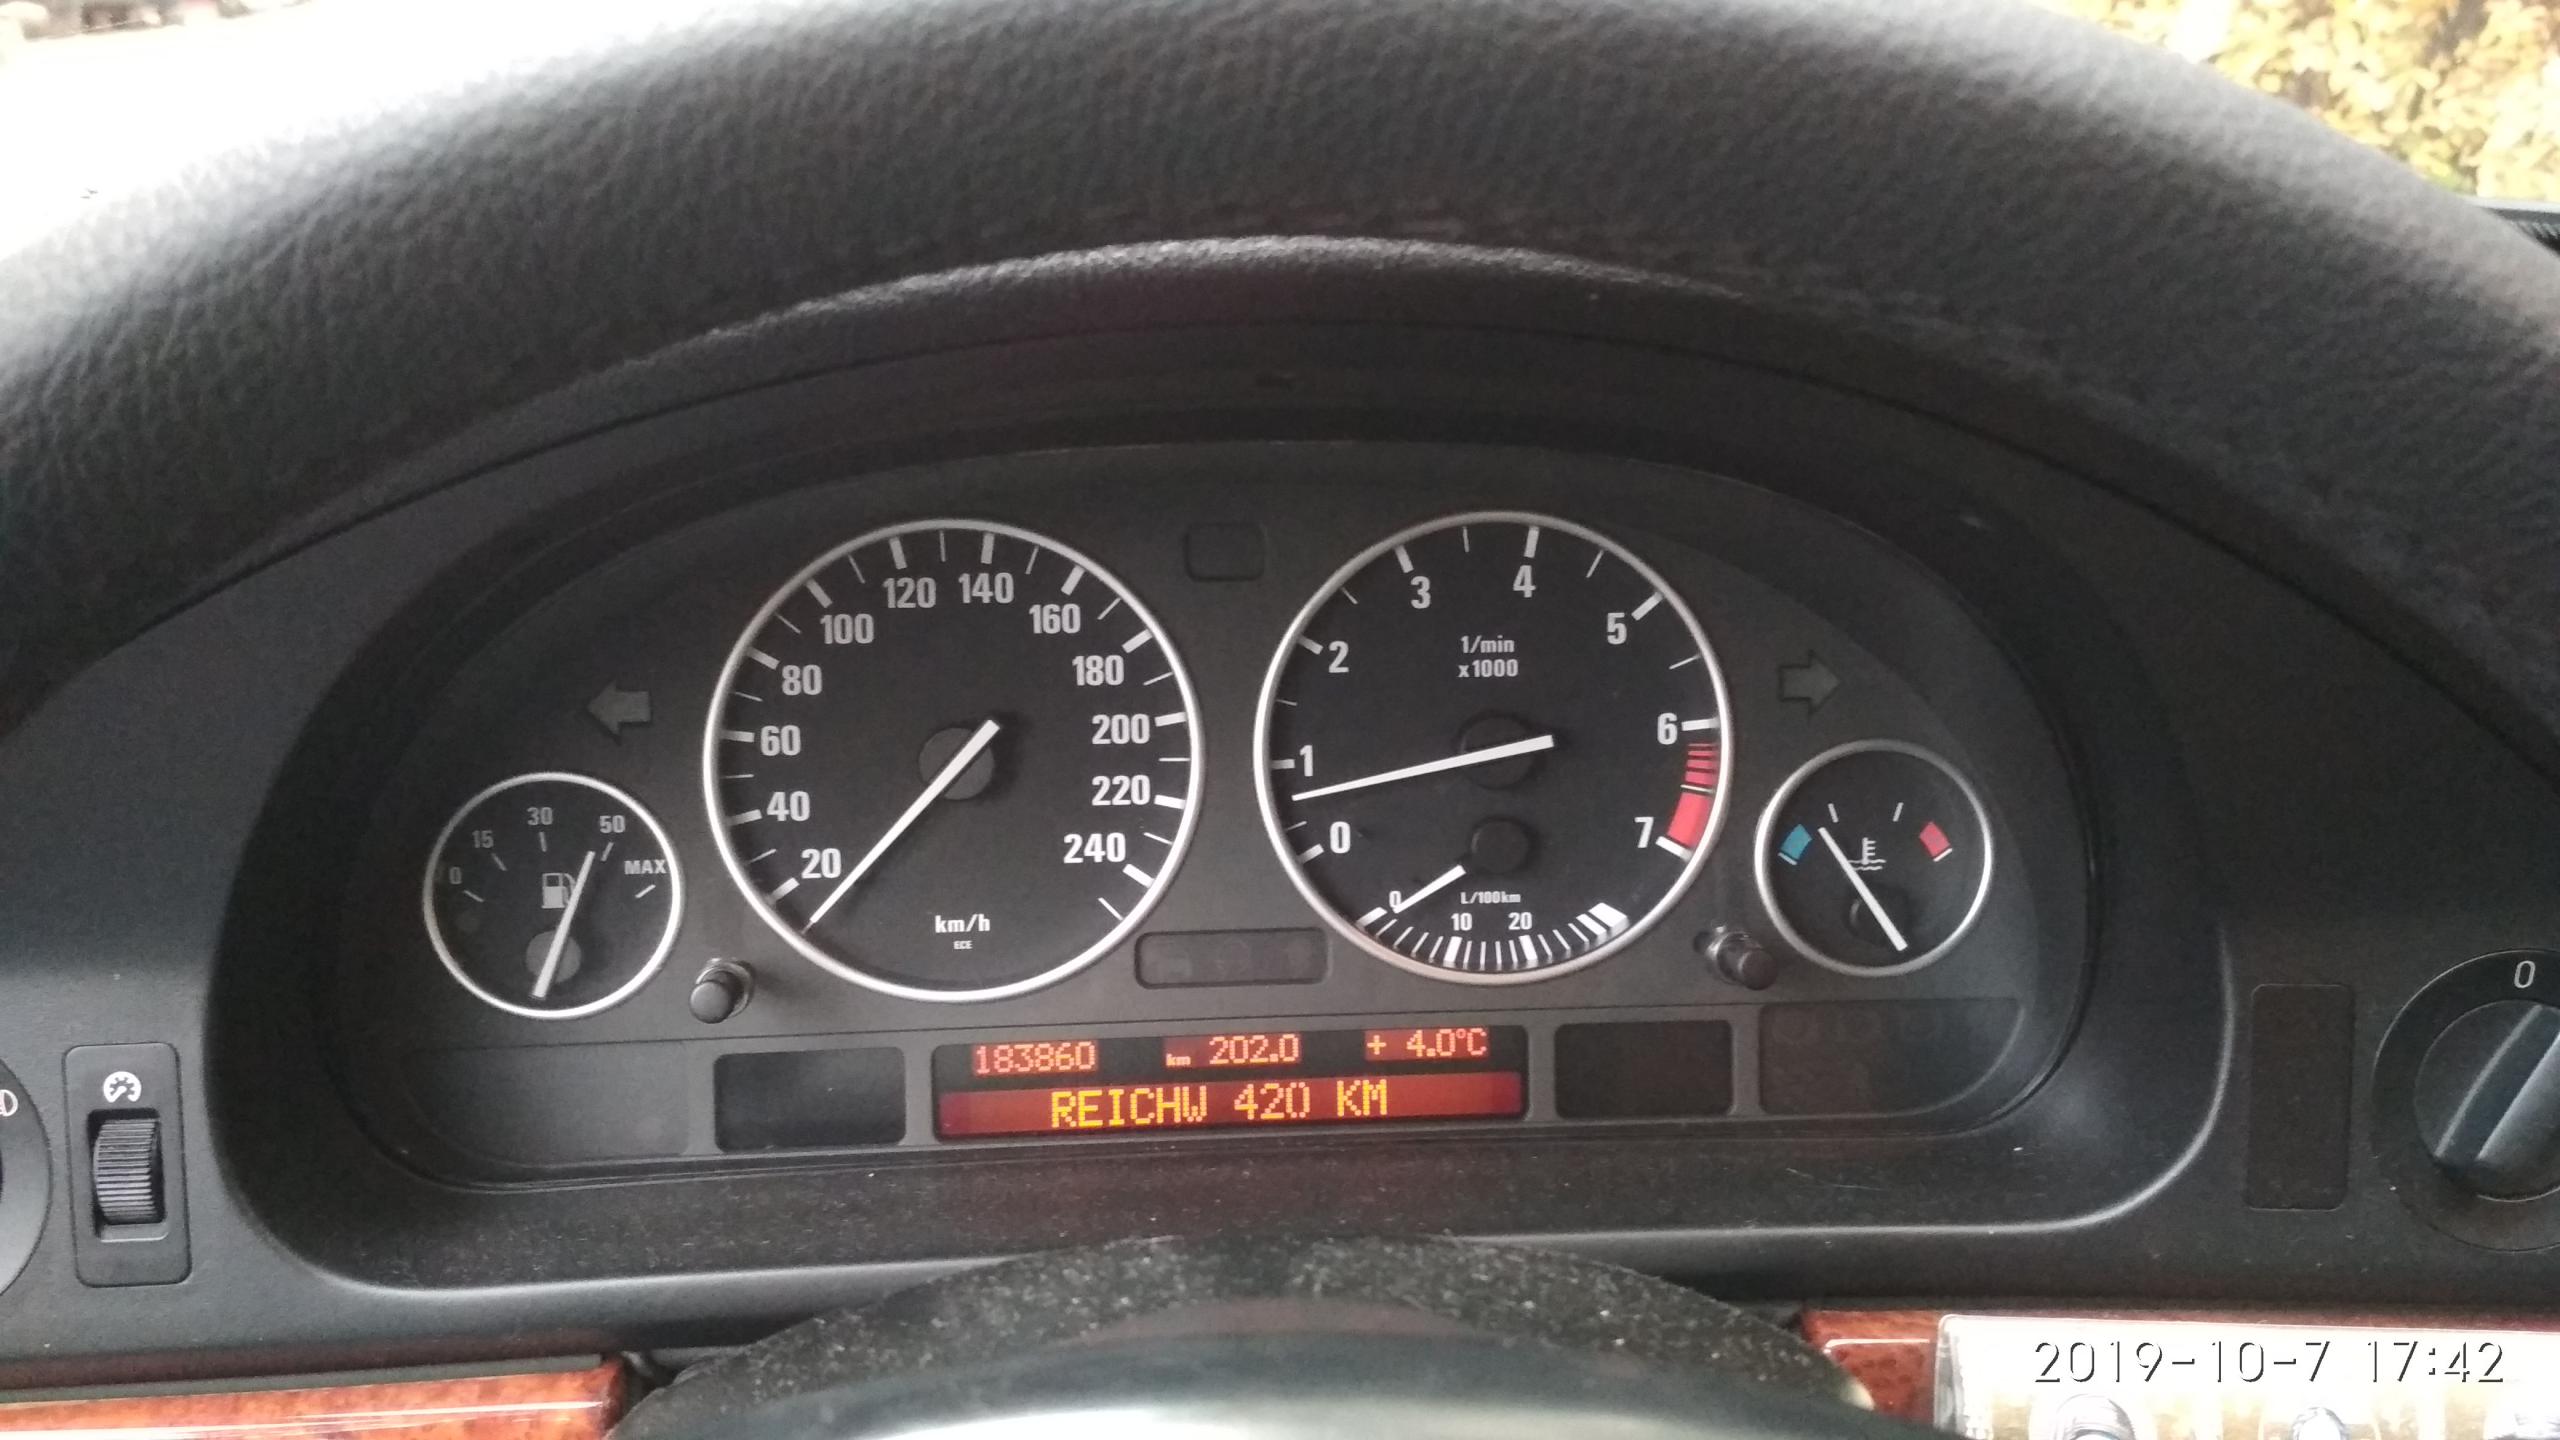 0 15 30 50 MAX
20 40 60 80 100 120 140 160 180 200 220 240
km/h
ECE
0 1 2 3 4 5 6 7
1/min
x1000
0 10 20
L/100km
183860 km 202.0 + 4.0°C
REICHW 420 KM
0
2019-10-7 17:42